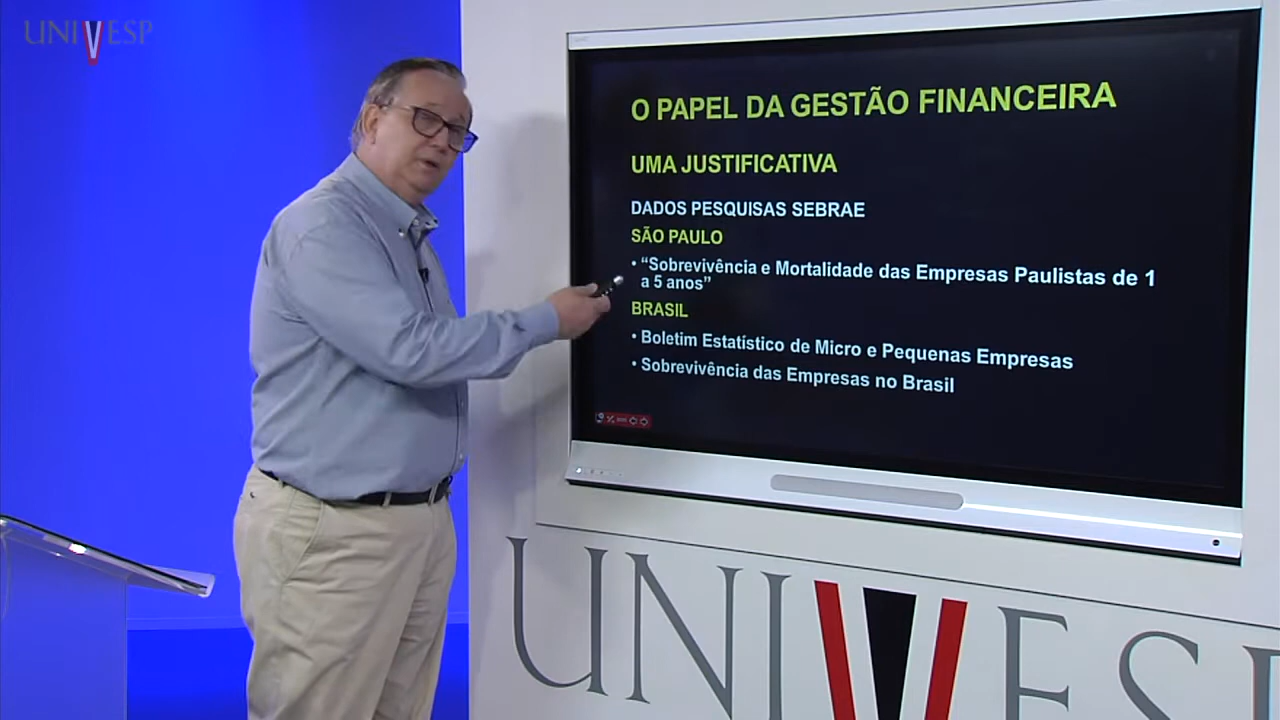 UNIVESP
O PAPEL DA GESTÃO FINANCEIRA
UMA JUSTIFICATIVA
DADOS PESQUISAS SEBRAE
SÃO PAULO
• “Sobrevivência e Mortalidade das Empresas Paulistas de 1
a 5 anos”
BRASIL
• Boletim Estatístico de Micro e Pequenas Empresas
• Sobrevivência das Empresas no Brasil
UNIVESP